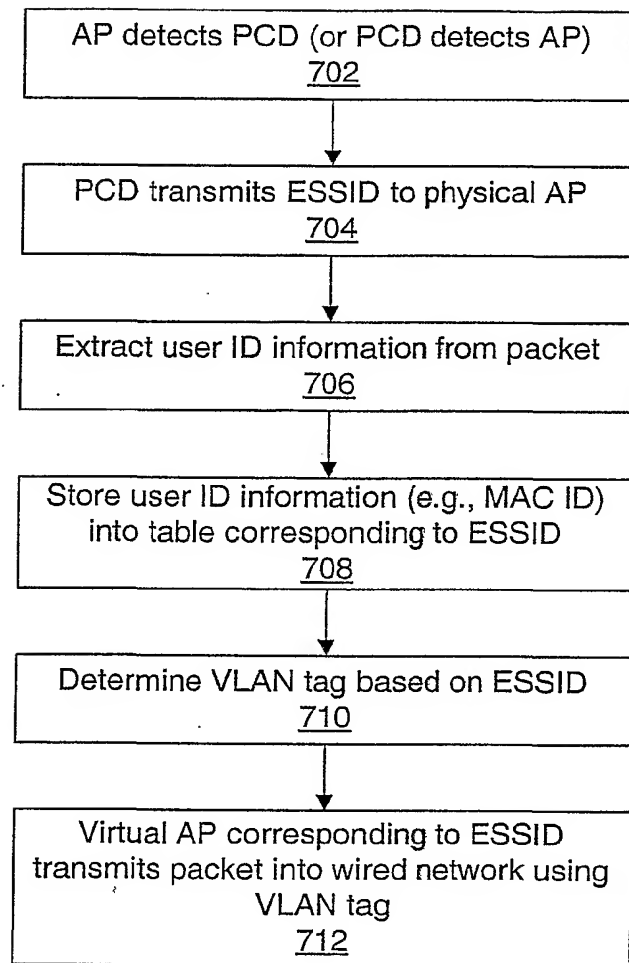 AP detects PCD (or PCD detects AP)
702
PCD transmits ESSID to physical AP
704
Extract user ID information from packet
706
Store user ID information (e.g., MAC ID)
into table corresponding to ESSID
708
Determine VLAN tag based on ESSID
710
Virtual AP corresponding to ESSID
transmits packet into wired network using
VLAN tag
712